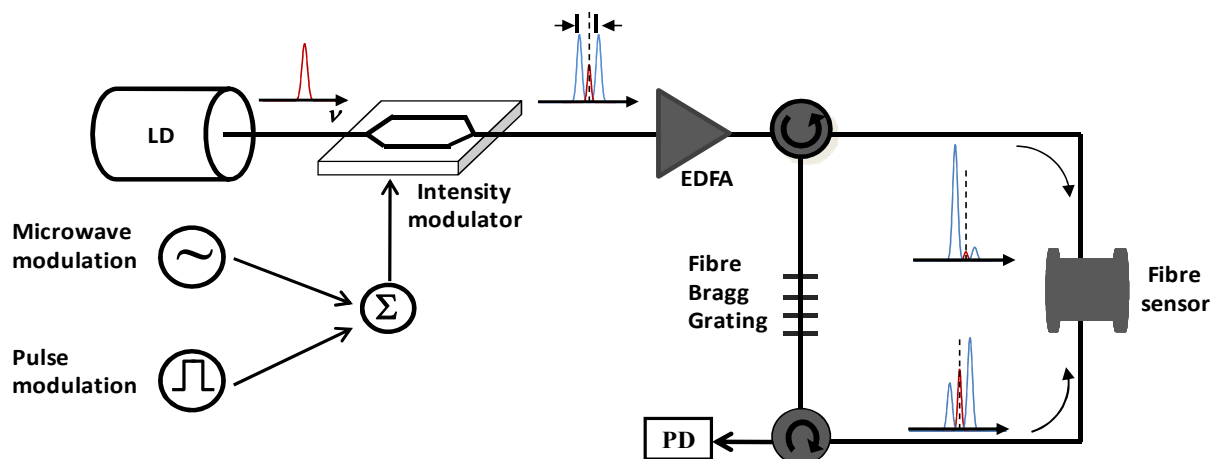 LD
ν
Intensity
modulator
EDFA
Microwave
modulation
Σ
Pulse
modulation
Fibre
Bragg
Grating
Fibre
sensor
PD